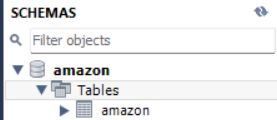 SCHEMAS
Filter objects
amazon
Tables
amazon